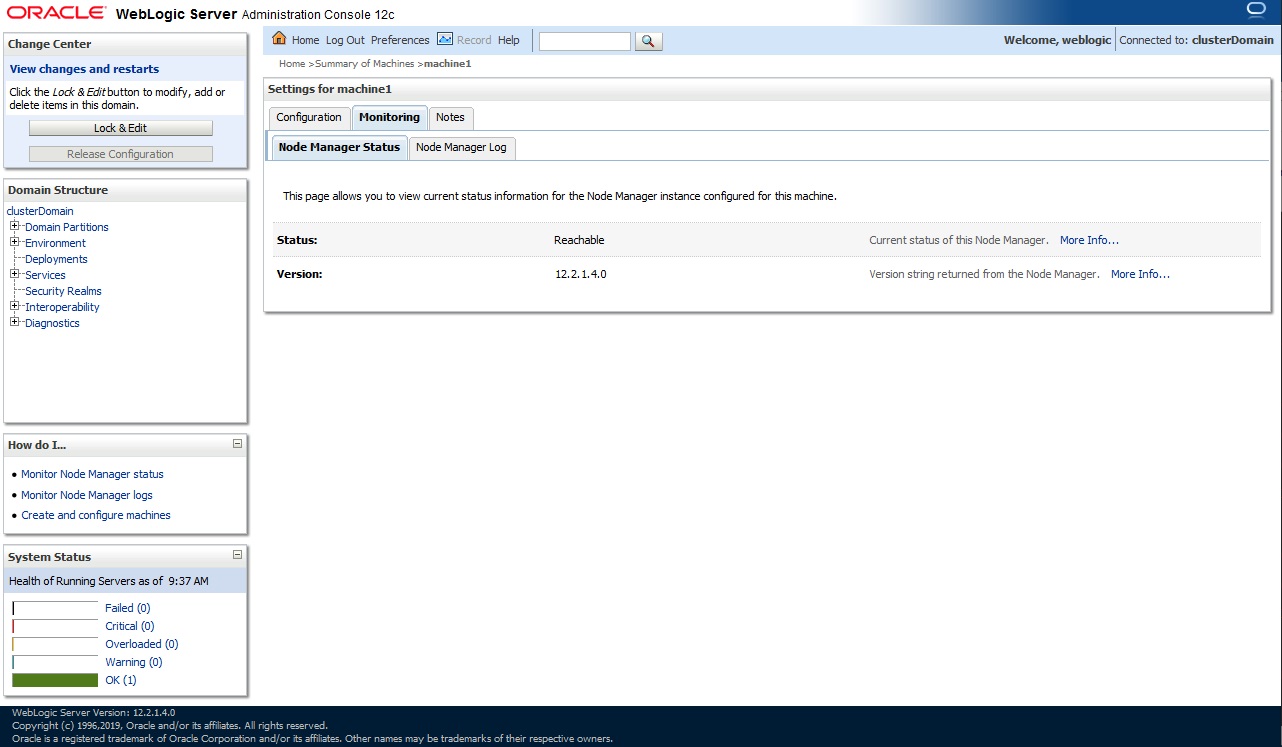 ORACLE WebLogic Server Administration Console 12c
Change Center
View changes and restarts
Click the Lock & Edit button to modify, add or
delete items in this domain.
Lock & Edit
Release Configuration
Domain Structure
clusterDomain
Domain Partitions
Environment
Deployments
Services
Security Realms
Interoperability
Diagnostics
How do I...
Monitor Node Manager status
Monitor Node Manager logs
Create and configure machines
System Status
Health of Running Servers as of 9:37 AM
Failed (0)
Critical (0)
Overloaded (0)
Warning (0)
OK (1)
Home Log Out Preferences Record Help
Welcome, weblogic Connected to: clusterDomain
Home >Summary of Machines >machine1
Settings for machine1
Configuration Monitoring Notes
Node Manager Status Node Manager Log
This page allows you to view current status information for the Node Manager instance configured for this machine.
Status: Reachable Current status of this Node Manager. More Info...
Version: 12.2.1.4.0 Version string returned from the Node Manager. More Info...
WebLogic Server Version: 12.2.1.4.0
Copyright (c) 1996,2019, Oracle and/or its affiliates. All rights reserved.
Oracle is a registered trademark of Oracle Corporation and/or its affiliates. Other names may be trademarks of their respective owners.